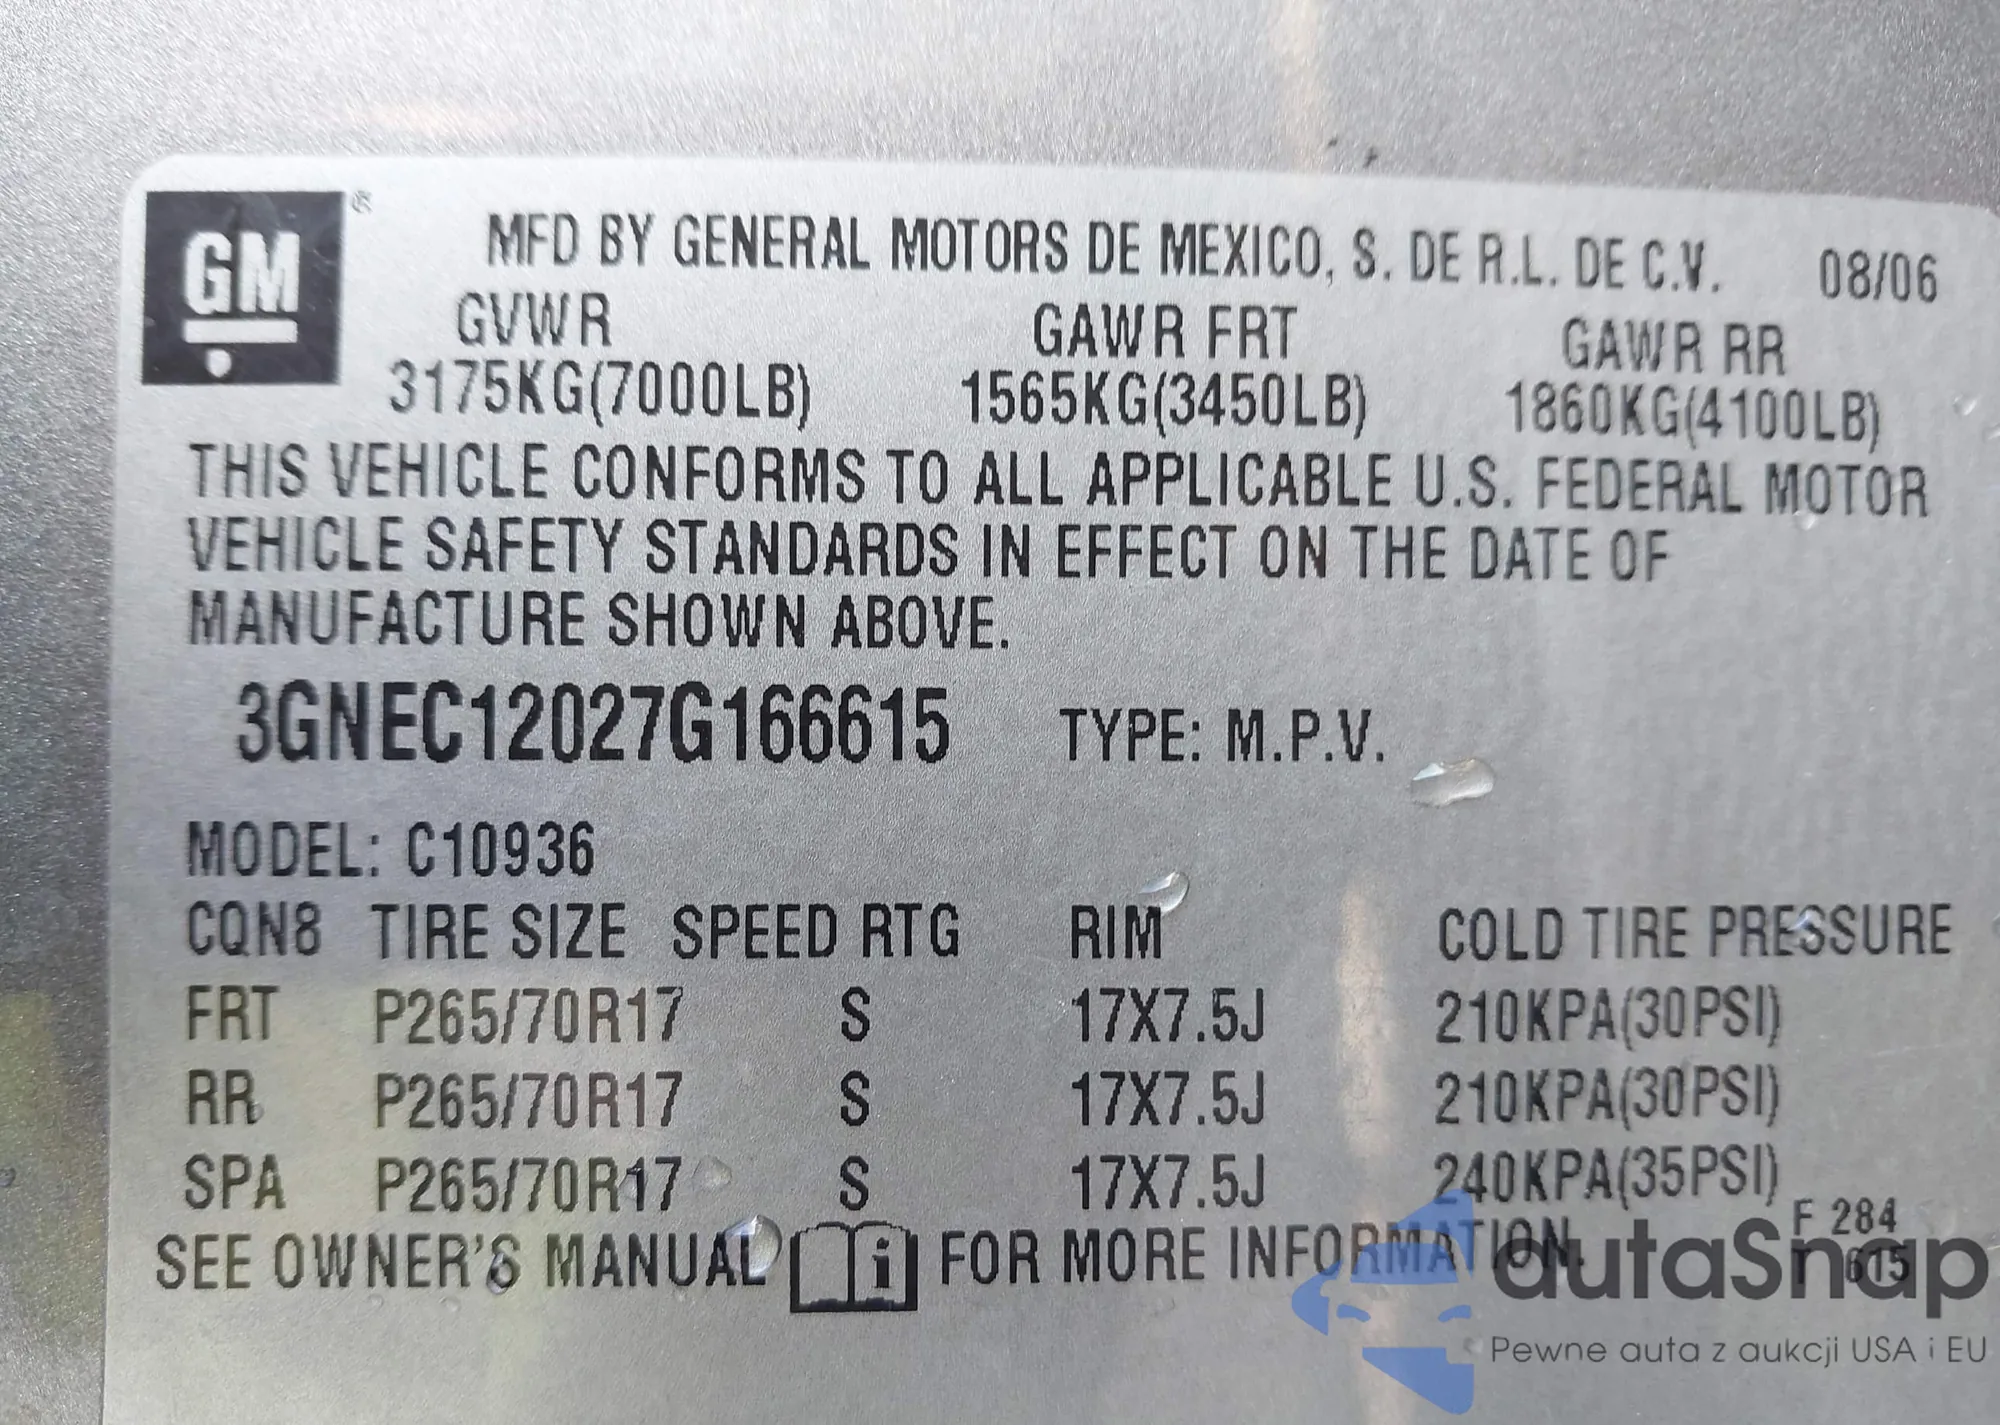 GM ®
MFD BY GENERAL MOTORS DE MEXICO, S. DE R.L. DE C.V. 08/06
GVWR GAWR FRT GAWR RR
3175KG(7000LB) 1565KG(3450LB) 1860KG(4100LB)
THIS VEHICLE CONFORMS TO ALL APPLICABLE U.S. FEDERAL MOTOR
VEHICLE SAFETY STANDARDS IN EFFECT ON THE DATE OF
MANUFACTURE SHOWN ABOVE.
3GNEC12027G166615 TYPE: M.P.V.
MODEL: C10936
CQN8 TIRE SIZE SPEED RTG RIM COLD TIRE PRESSURE
FRT P265/70R17 S 17X7.5J 210KPA(30PSI)
RR P265/70R17 S 17X7.5J 210KPA(30PSI)
SPA P265/70R17 S 17X7.5J 240KPA(35PSI)
F 284
T 615
SEE OWNER'S MANUAL i FOR MORE INFORMATION.
autaSnap
Pewne auta z aukcji USA i EU